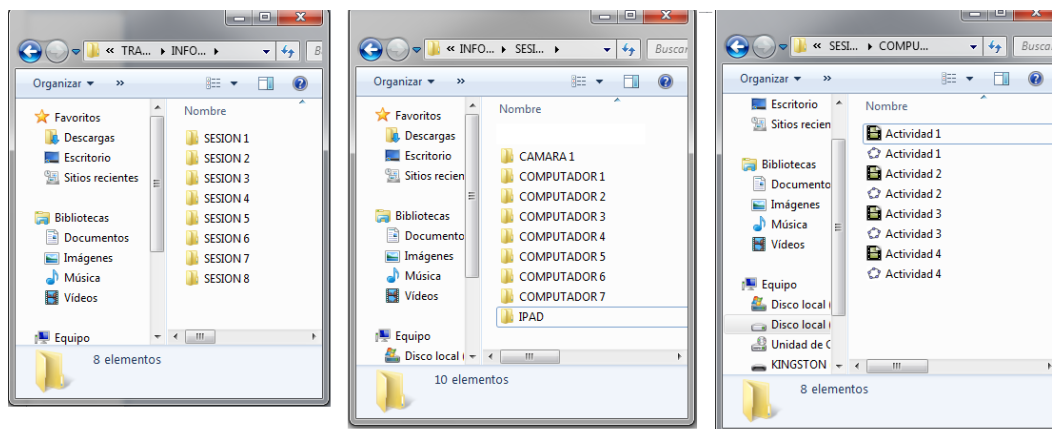 « TRA... ▸ INFO... ▸
B
Organizar ▾ »
Favoritos
Descargas
Escritorio
Sitios recientes
Bibliotecas
Documentos
Imágenes
Música
Vídeos
Equipo
Nombre
SESION 1
SESION 2
SESION 3
SESION 4
SESION 5
SESION 6
SESION 7
SESION 8
8 elementos
« INFO... ▸ SESI... ▸
Buscar
Organizar ▾ »
Favoritos
Descargas
Escritorio
Sitios recien
Bibliotecas
Documento
Imágenes
Música
Vídeos
Equipo
Disco local (
Nombre
CAMARA 1
COMPUTADOR 1
COMPUTADOR 2
COMPUTADOR 3
COMPUTADOR 4
COMPUTADOR 5
COMPUTADOR 6
COMPUTADOR 7
IPAD
10 elementos
« SESI... ▸ COMPU...
Busca
Organizar ▾ »
Escritorio
Sitios recien
Bibliotecas
Documento
Imágenes
Música
Vídeos
Equipo
Disco local (
Disco local (
Unidad de C
KINGSTON
Nombre
Actividad 1
Actividad 1
Actividad 2
Actividad 2
Actividad 3
Actividad 3
Actividad 4
Actividad 4
8 elementos